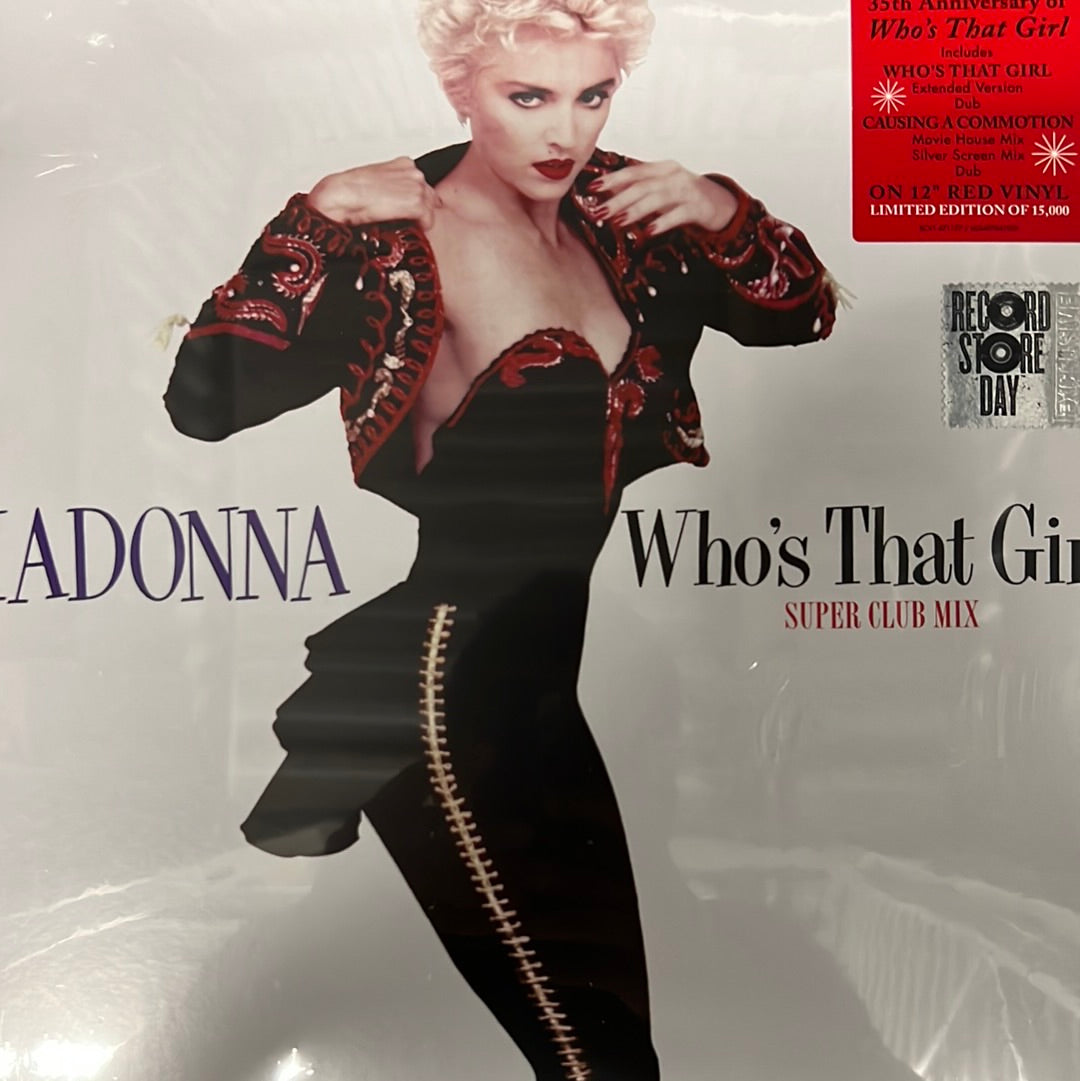 35th Anniversary of
Who's That Girl
Includes
WHO'S THAT GIRL
Extended Version
Dub
CAUSING A COMMOTION
Movie House Mix
Silver Screen Mix
Dub
ON 12" RED VINYL
LIMITED EDITION OF 15,000
RECORD
STORE
DAY
EXCLUSIVE
MADONNA
Who's That Gir
SUPER CLUB MIX